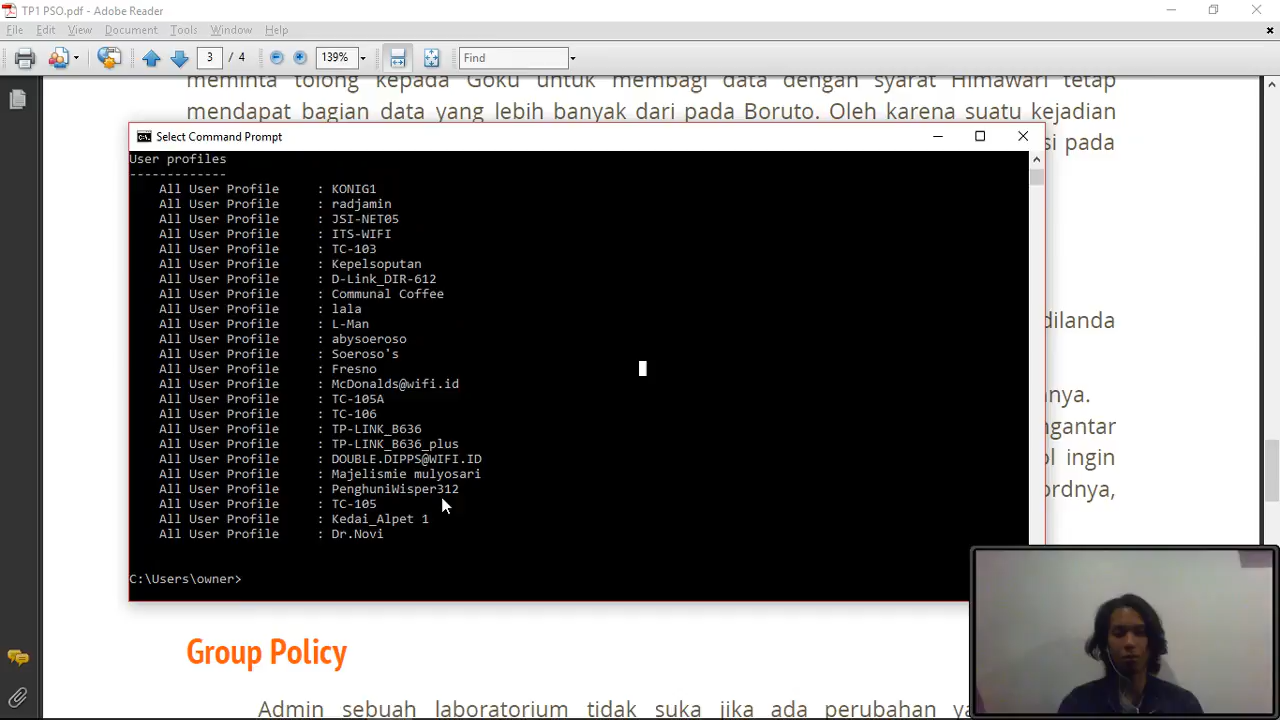 TP1 PSO.pdf - Adobe Reader
File Edit View Document Tools Window Help
3 / 4 139% Find
meminta tolong kepada Goku untuk membagi data dengan syarat Himawari tetap
mendapat bagian data yang lebih banyak dari pada Boruto. Oleh karena suatu kejadian
si pada
Select Command Prompt
User profiles
-------------
All User Profile : KONIG1
All User Profile : radjamin
All User Profile : JSI-NET05
All User Profile : ITS-WIFI
All User Profile : TC-103
All User Profile : Kepelsoputan
All User Profile : D-Link_DIR-612
All User Profile : Communal Coffee
All User Profile : lala
All User Profile : L-Man
All User Profile : abysoeroso
All User Profile : Soeroso's
All User Profile : Fresno
All User Profile : McDonalds@wifi.id
All User Profile : TC-105A
All User Profile : TC-106
All User Profile : TP-LINK_B636
All User Profile : TP-LINK_B636_plus
All User Profile : DOUBLE.DIPPS@WIFI.ID
All User Profile : Majelismie mulyosari
All User Profile : PenghuniWisper312
All User Profile : TC-105
All User Profile : Kedai_Alpet 1
All User Profile : Dr.Novi
C:\Users\owner>
dilanda
nya.
ngantar
ol ingin
ordnya,
Group Policy
Admin sebuah laboratorium tidak suka jika ada perubahan